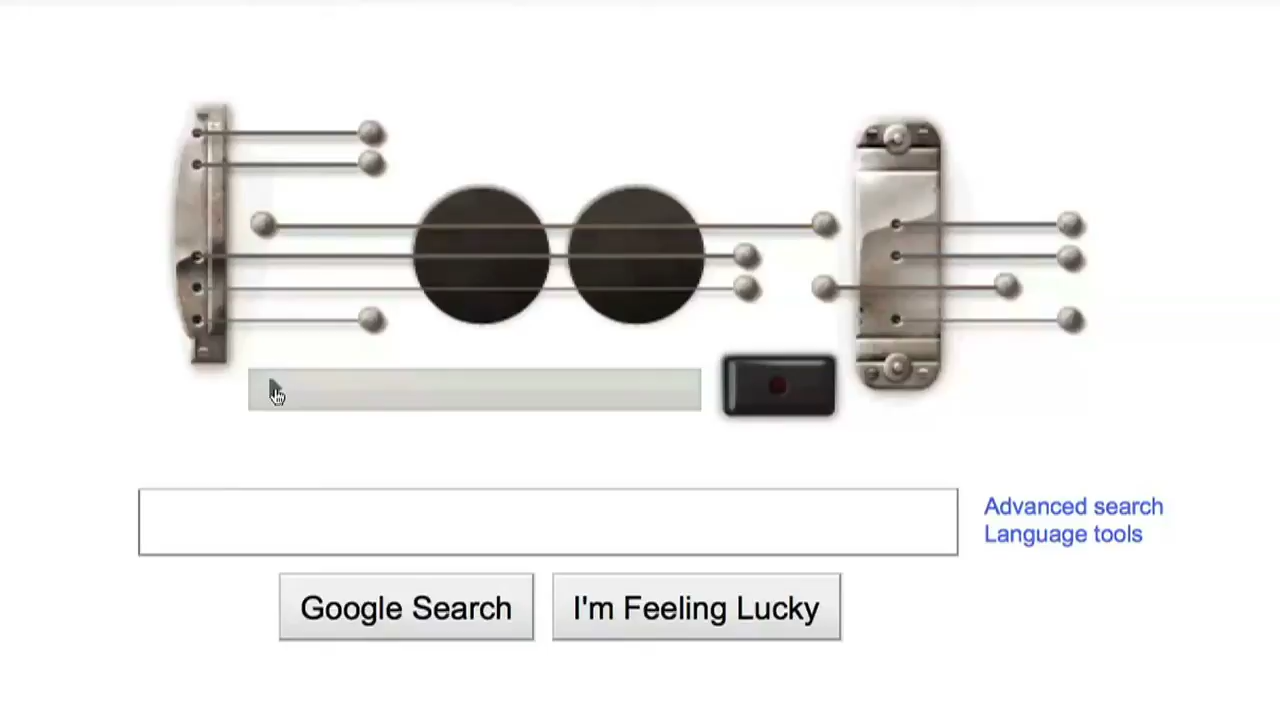 Advanced search
Language tools
Google Search
I'm Feeling Lucky